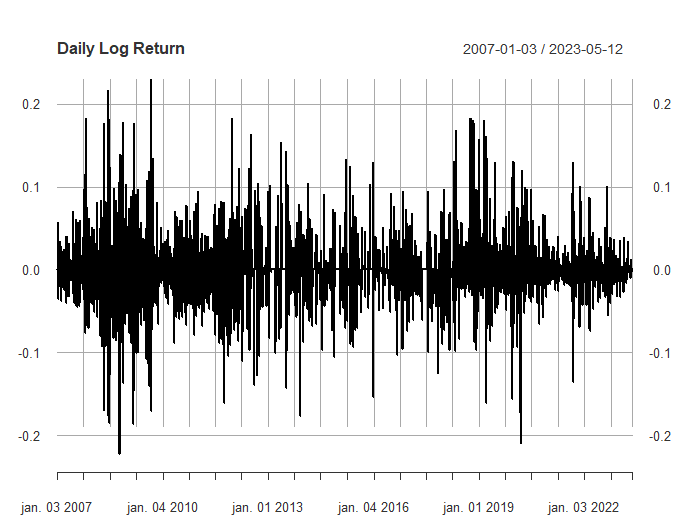 Daily Log Return 2007-01-03 / 2023-05-12
0.2 0.2
0.1 0.1
0.0 0.0
-0.1 -0.1
-0.2 -0.2
jan. 03 2007 jan. 04 2010 jan. 01 2013 jan. 04 2016 jan. 01 2019 jan. 03 2022